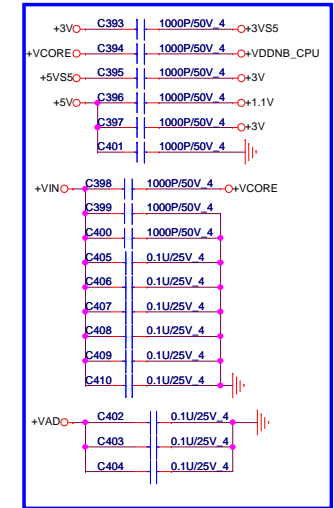 +3V C393 1000P/50V_4 +3VS5
+VCORE C394 1000P/50V_4 +VDDNB_CPU
+5VS5 C395 1000P/50V_4 +3V
+5V C396 1000P/50V_4 +1.1V
C397 1000P/50V_4 +3V
C401 1000P/50V_4
+VIN C398 1000P/50V_4 +VCORE
C399 1000P/50V_4
C400 1000P/50V_4
C405 0.1U/25V_4
C406 0.1U/25V_4
C407 0.1U/25V_4
C408 0.1U/25V_4
C409 0.1U/25V_4
C410 0.1U/25V_4
+VAD C402 0.1U/25V_4
C403 0.1U/25V_4
C404 0.1U/25V_4